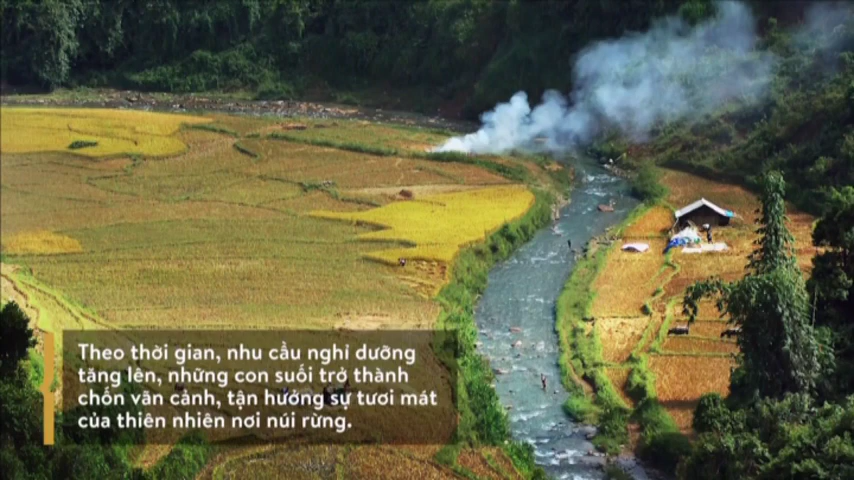 Theo thời gian, nhu cầu nghỉ dưỡng
tăng lên, những con suối trở thành
chốn vãn cảnh, tận hưởng sự tươi mát
của thiên nhiên nơi núi rừng.